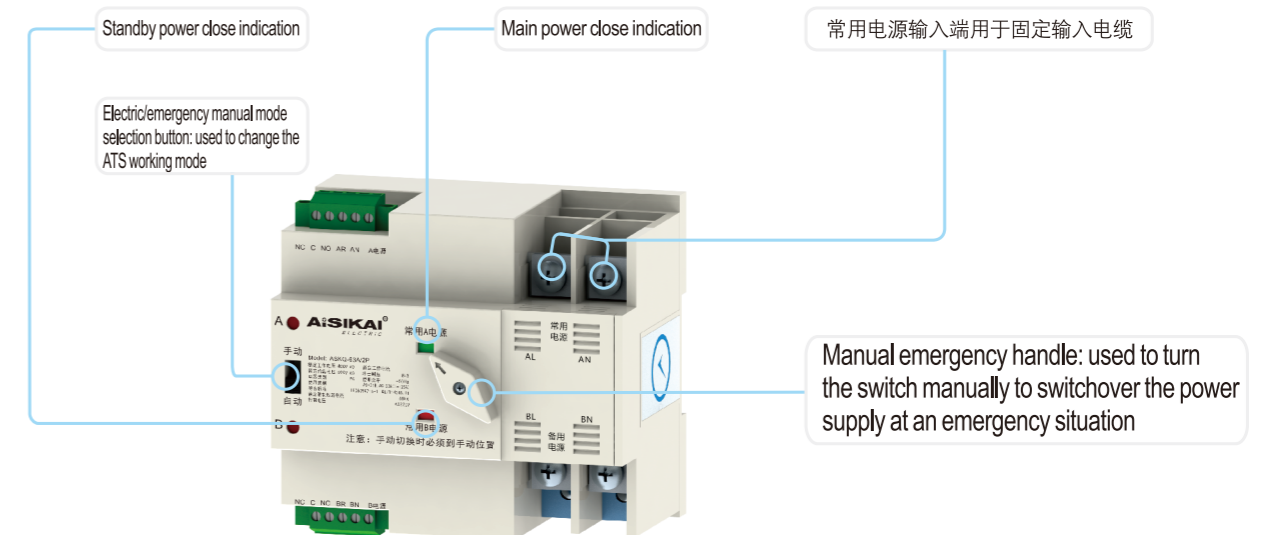 Standby power close indication
Main power close indication
常用电源输入端用于固定输入电缆
Electric/emergency manual mode
selection button: used to change the
ATS working mode
NC C NO AR AN A电源
A
AiSIKAI®
ELECTRIC
常用A电源
手动
Model: ASKQ-63A/2P
自动
B
常用B电源
注意：手动切换时必须到手动位置
常用
电源
AL
AN
BL
BN
备用
电源
Manual emergency handle: used to turn
the switch manually to switchover the power
supply at an emergency situation
NC C NC BR BN B电源